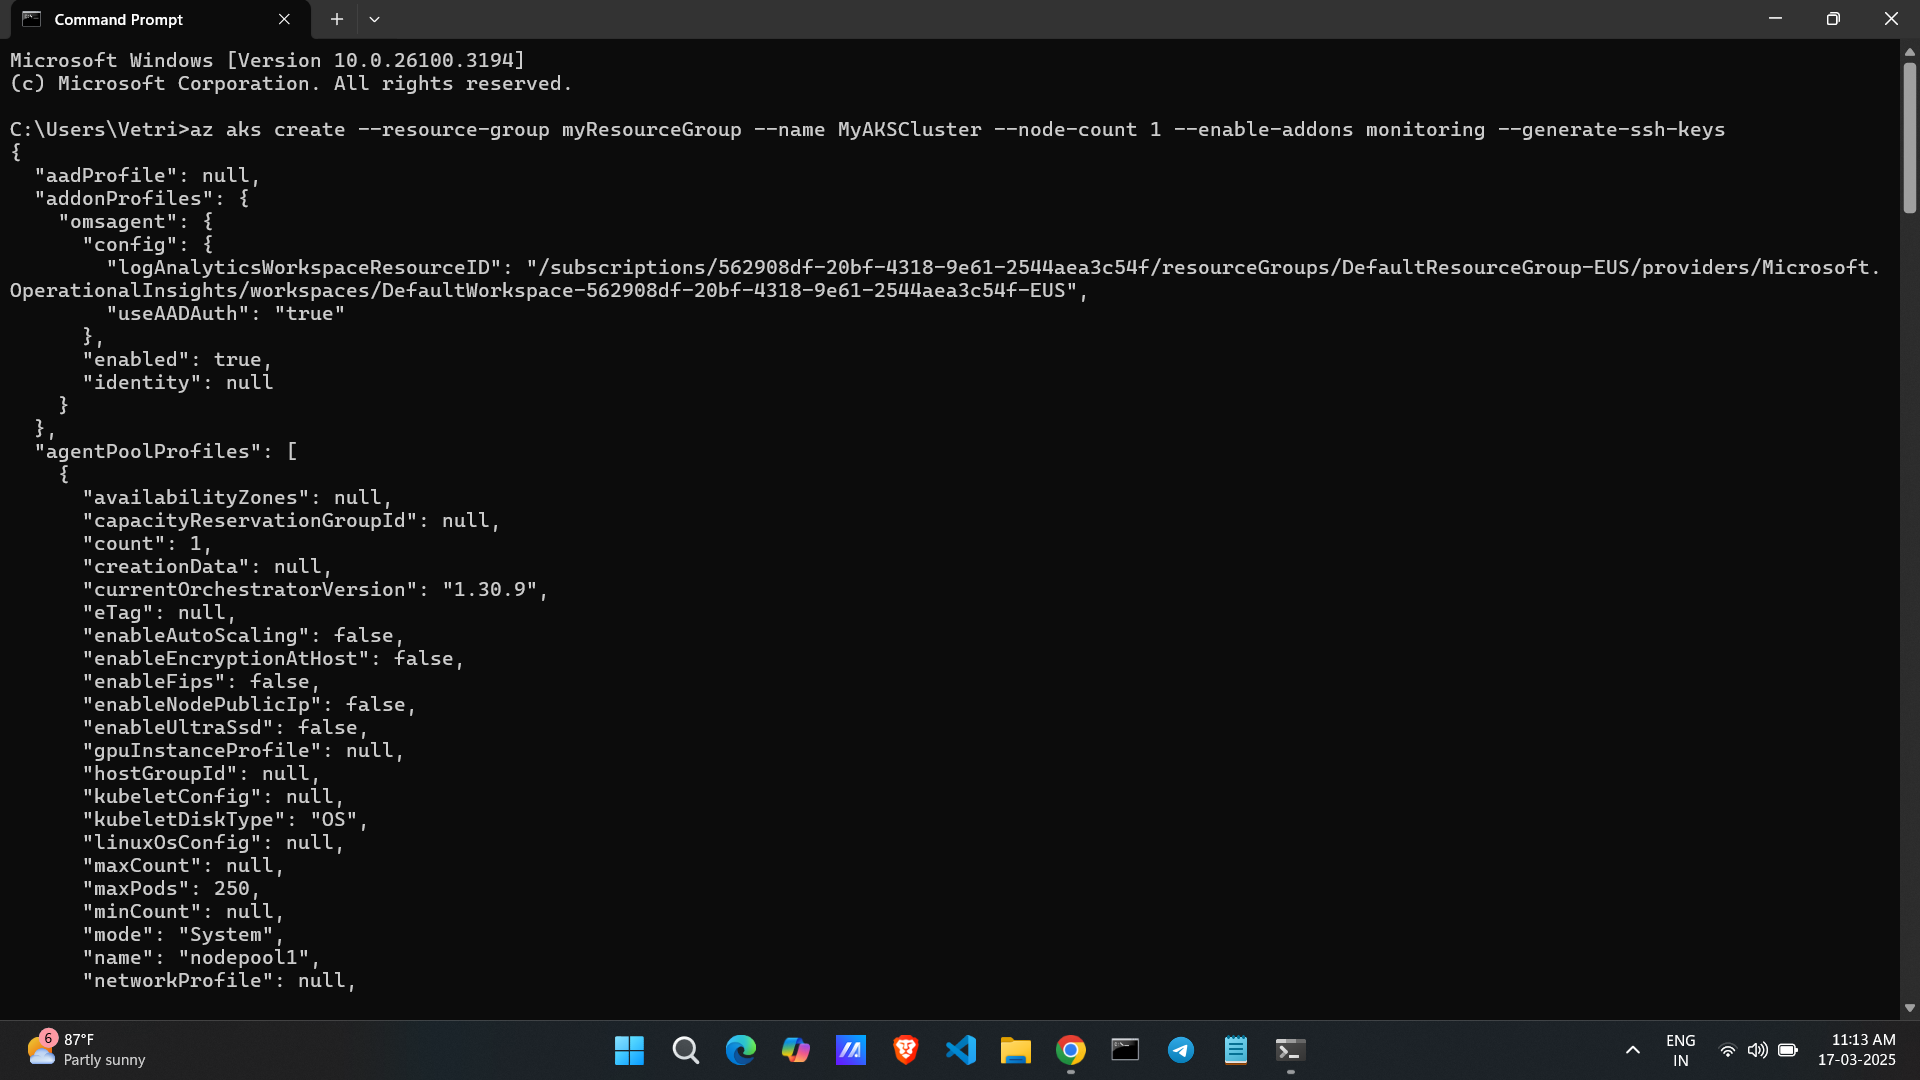 Command Prompt
Microsoft Windows [Version 10.0.26100.3194]
(c) Microsoft Corporation. All rights reserved.
C:\Users\Vetri>az aks create --resource-group myResourceGroup --name MyAKSCluster --node-count 1 --enable-addons monitoring --generate-ssh-keys
{
  "aadProfile": null,
  "addonProfiles": {
    "omsagent": {
      "config": {
        "logAnalyticsWorkspaceResourceID": "/subscriptions/562908df-20bf-4318-9e61-2544aea3c54f/resourceGroups/DefaultResourceGroup-EUS/providers/Microsoft.
OperationalInsights/workspaces/DefaultWorkspace-562908df-20bf-4318-9e61-2544aea3c54f-EUS",
        "useAADAuth": "true"
      },
      "enabled": true,
      "identity": null
    }
  },
  "agentPoolProfiles": [
    {
      "availabilityZones": null,
      "capacityReservationGroupId": null,
      "count": 1,
      "creationData": null,
      "currentOrchestratorVersion": "1.30.9",
      "eTag": null,
      "enableAutoScaling": false,
      "enableEncryptionAtHost": false,
      "enableFips": false,
      "enableNodePublicIp": false,
      "enableUltraSsd": false,
      "gpuInstanceProfile": null,
      "hostGroupId": null,
      "kubeletConfig": null,
      "kubeletDiskType": "OS",
      "linuxOsConfig": null,
      "maxCount": null,
      "maxPods": 250,
      "minCount": null,
      "mode": "System",
      "name": "nodepool1",
      "networkProfile": null,
6
87°F
Partly sunny
ENG
IN
11:13 AM
17-03-2025